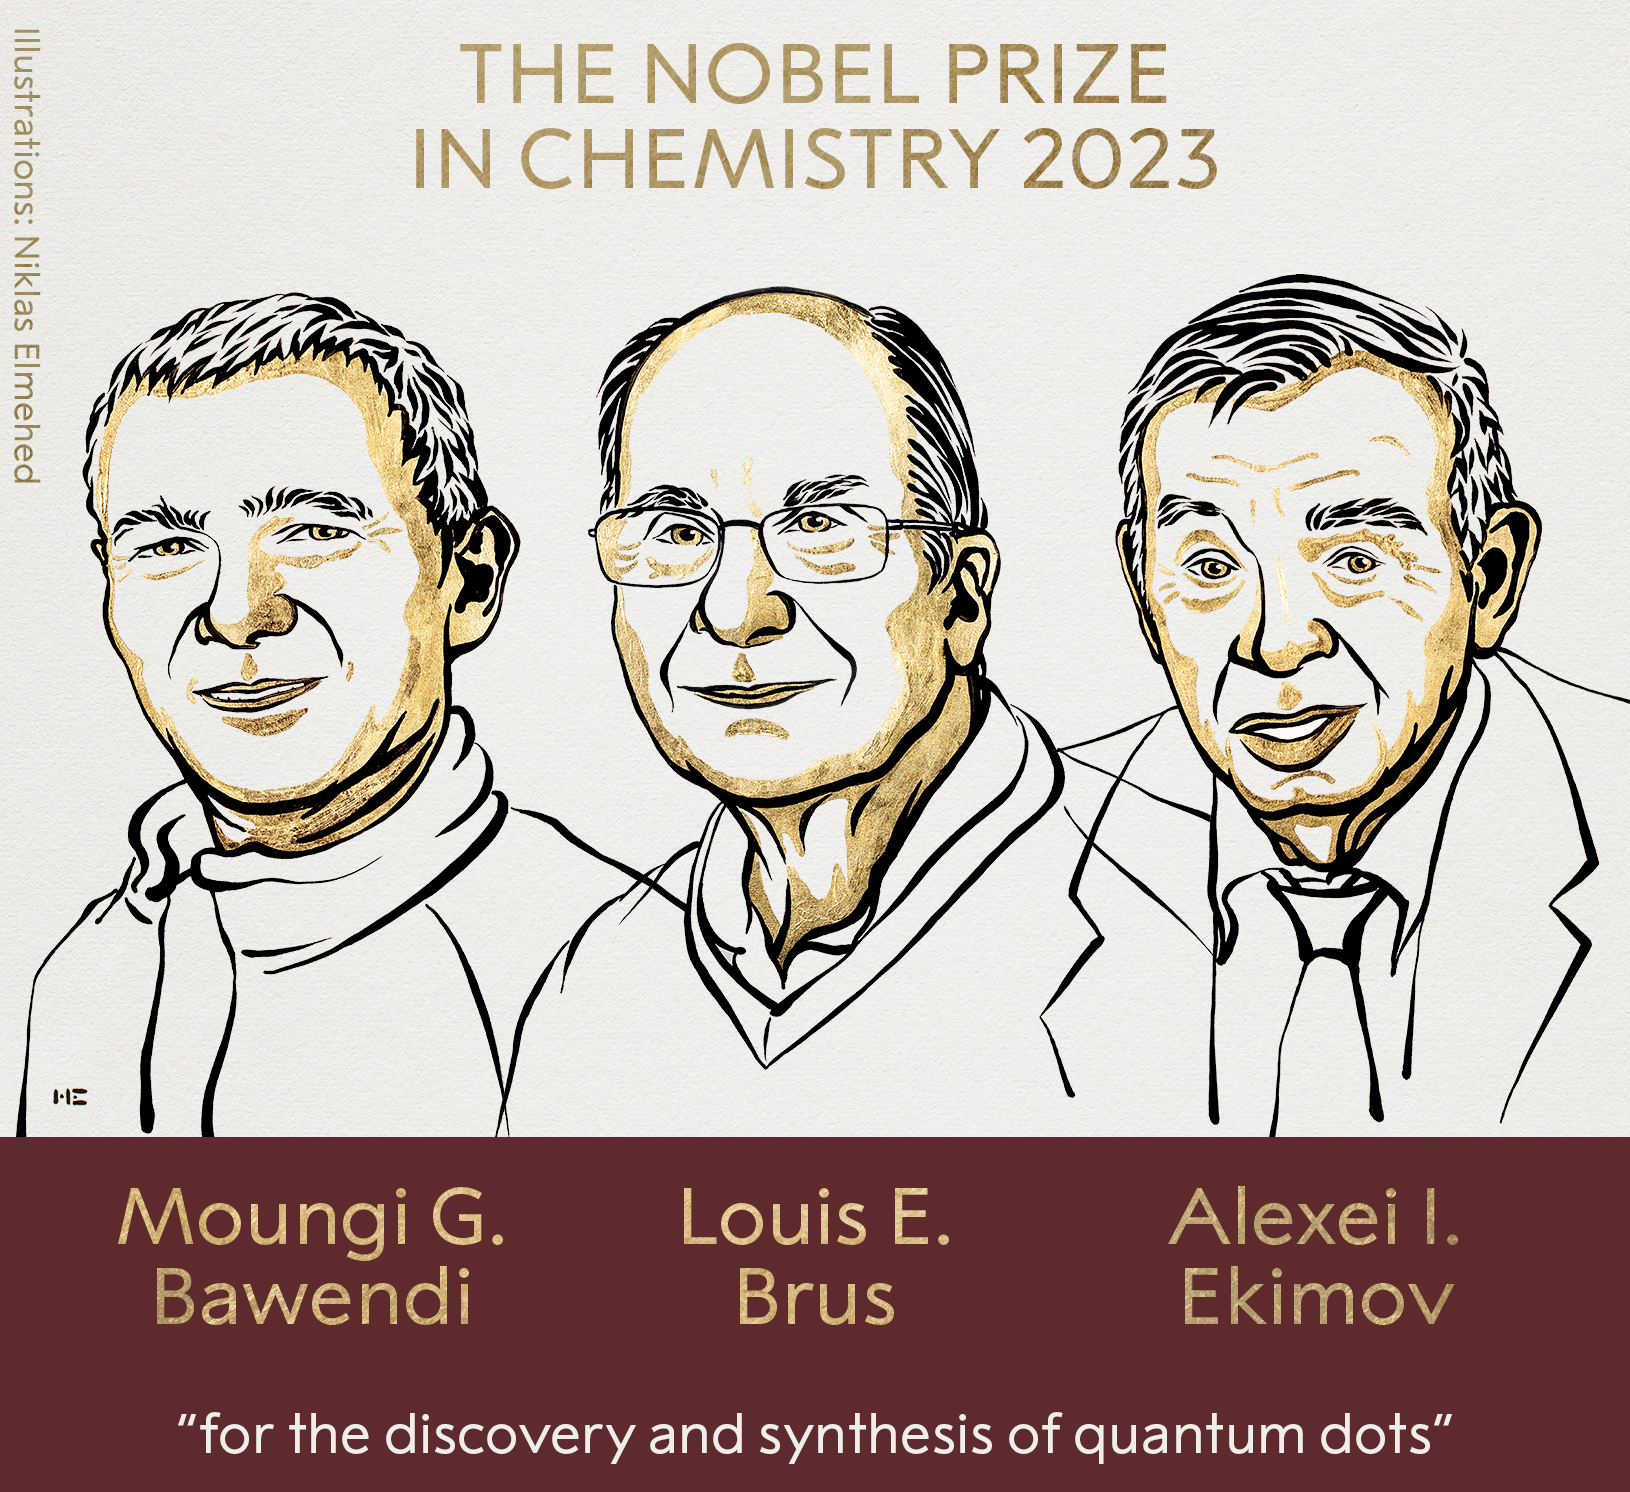 THE NOBEL PRIZE
IN CHEMISTRY 2023
Illustrations: Niklas Elmehed
Moungi G.
Bawendi
Louis E.
Brus
Alexei I.
Ekimov
“for the discovery and synthesis of quantum dots”